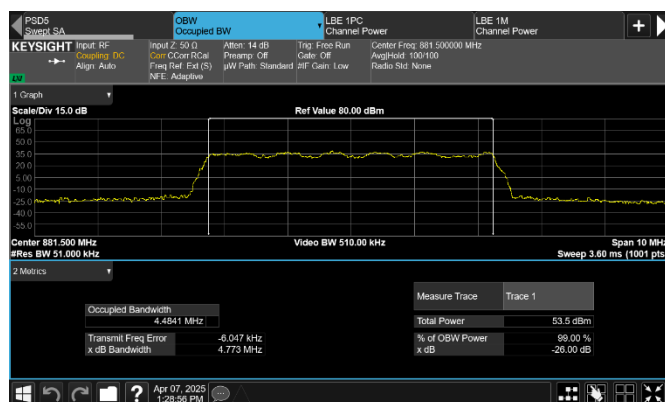 PSD5
Swept SA
OBW
Occupied BW
LBE 1PC
Channel Power
LBE 1M
Channel Power
+
KEYSIGHT
Input: RF
Coupling: DC
Align: Auto
Input Z: 50 Ω
Corr CCorr RCal
Freq Ref: Ext (S)
NFE: Adaptive
Atten: 14 dB
Preamp: Off
µW Path: Standard
Trig: Free Run
Gate: Off
#IF Gain: Low
Center Freq: 881.500000 MHz
Avg|Hold: 100/100
Radio Std: None
1 Graph
Scale/Div 15.0 dB
Ref Value 80.00 dBm
Log
65.0
50.0
35.0
20.0
5.00
-10.0
-25.0
-40.0
-55.0
Center 881.500 MHz
Video BW 510.00 kHz
Span 10 MHz
#Res BW 51.000 kHz
Sweep 3.60 ms (1001 pts
2 Metrics
Measure Trace
Trace 1
Occupied Bandwidth
4.4841 MHz
Total Power
53.5 dBm
Transmit Freq Error
-6.047 kHz
% of OBW Power
99.00 %
x dB Bandwidth
4.773 MHz
x dB
-26.00 dB
?
Apr 07, 2025
1:28:56 PM